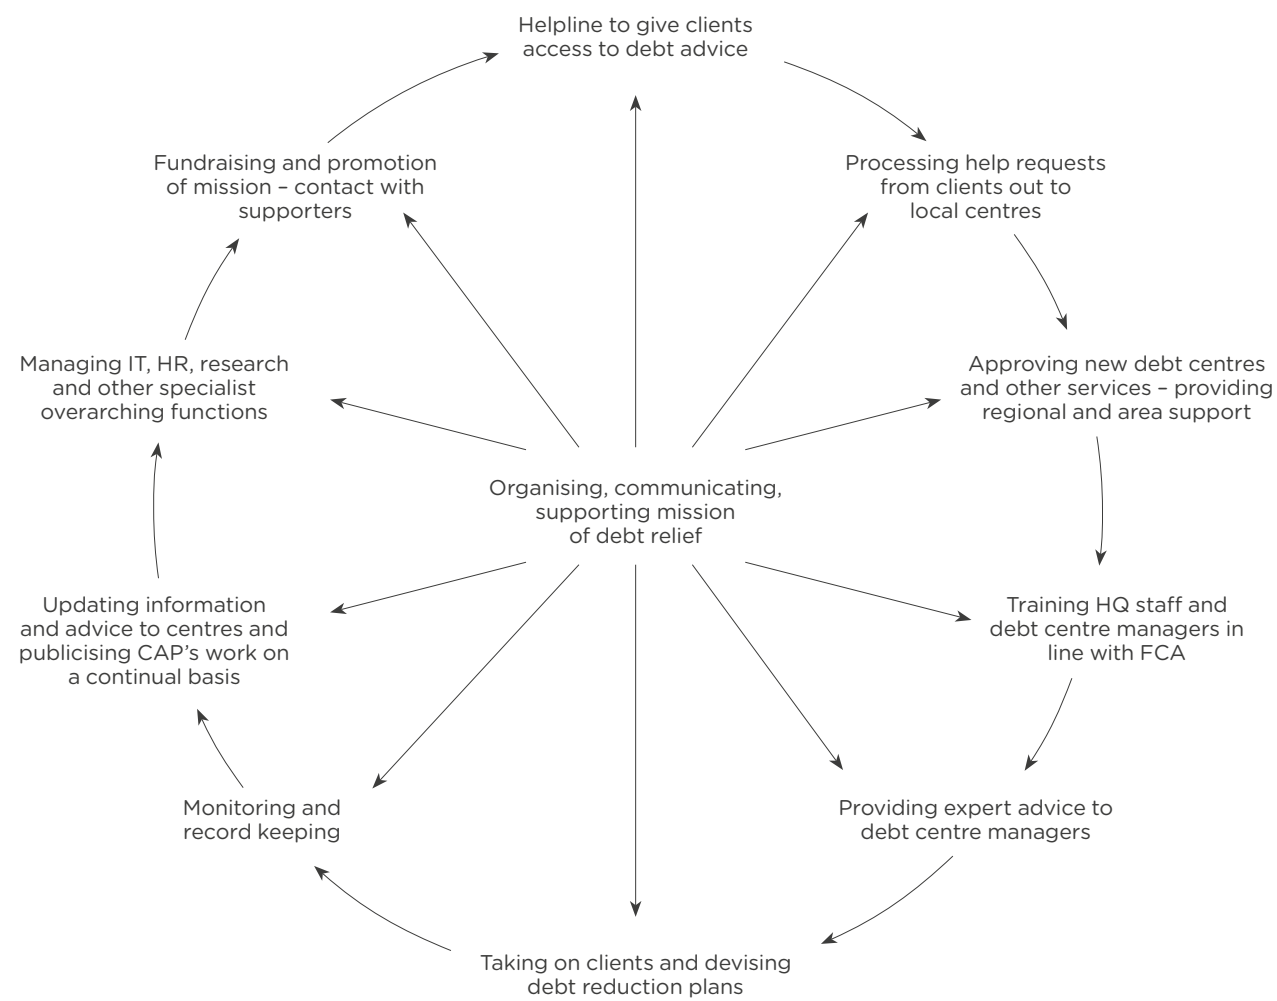 Helpline to give clients
access to debt advice
Processing help requests
from clients out to
local centres
Approving new debt centres
and other services – providing
regional and area support
Training HQ staff and
debt centre managers in
line with FCA
Providing expert advice to
debt centre managers
Taking on clients and devising
debt reduction plans
Monitoring and
record keeping
Updating information
and advice to centres and
publicising CAP's work on
a continual basis
Managing IT, HR, research
and other specialist
overarching functions
Fundraising and promotion
of mission – contact with
supporters
Organising, communicating,
supporting mission
of debt relief